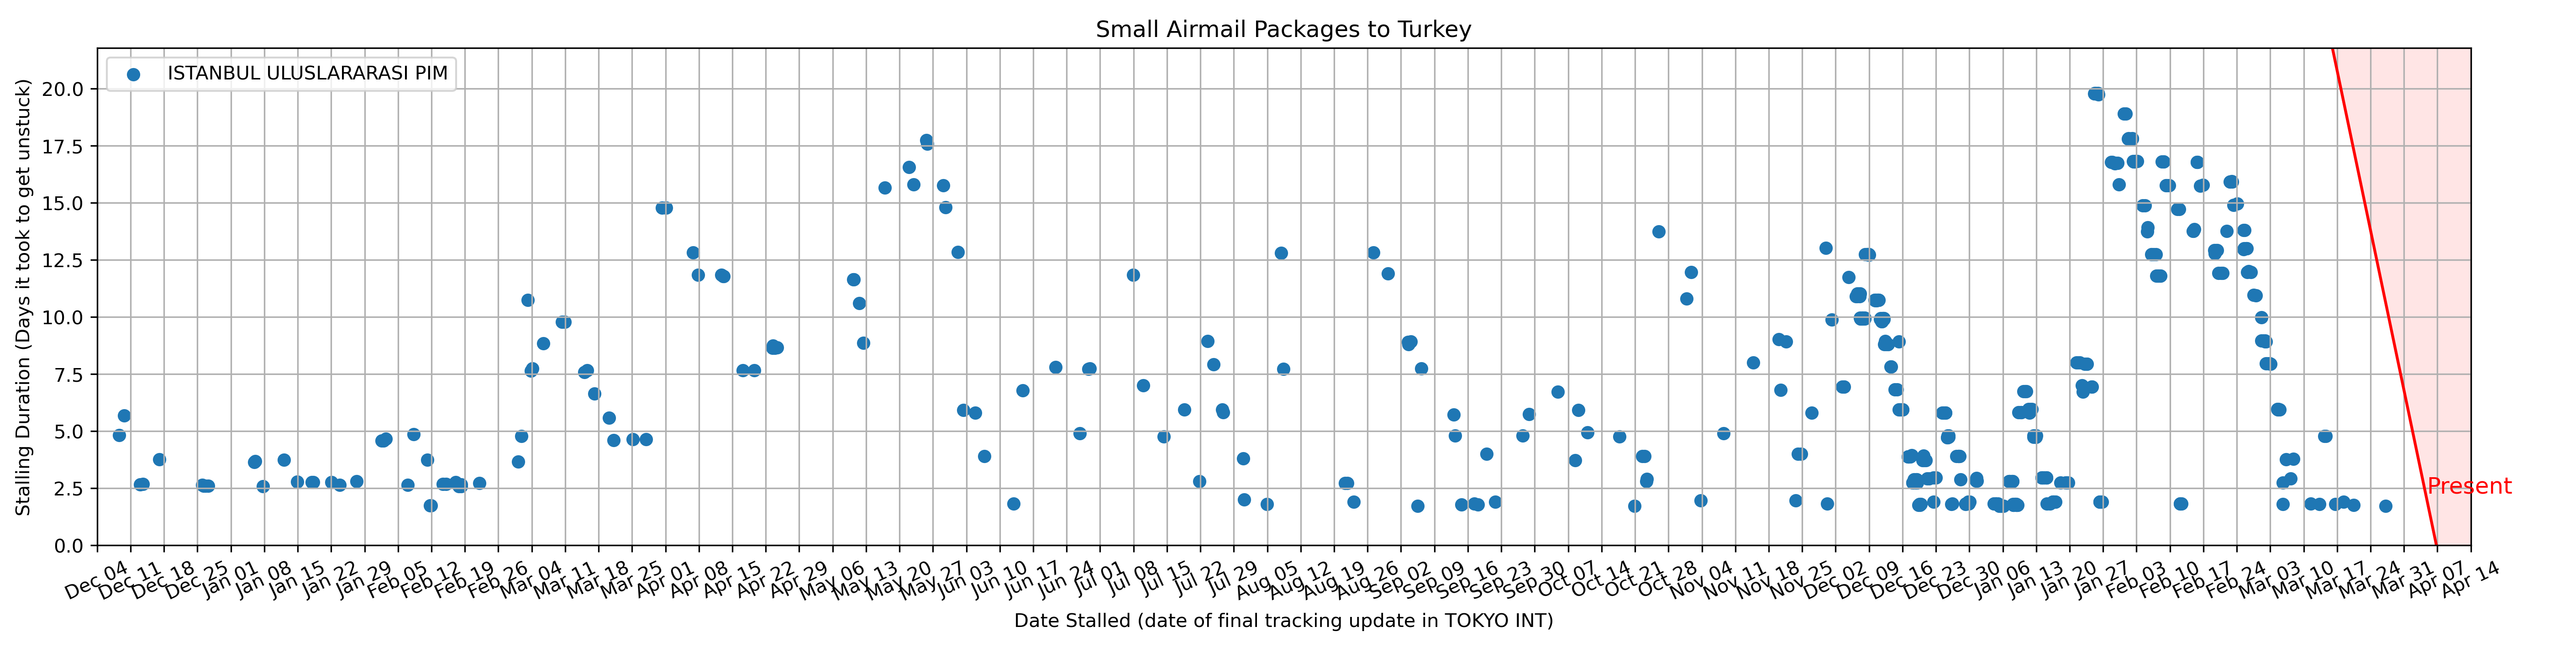 Small Airmail Packages to Turkey
ISTANBUL ULUSLARARASI PIM
20.0
17.5
15.0
12.5
10.0
7.5
5.0
2.5
0.0
Stalling Duration (Days it took to get unstuck)
Present
Dec 04 Dec 11 Dec 18 Dec 25 Jan 01 Jan 08 Jan 15 Jan 22 Jan 29 Feb 05 Feb 12 Feb 19 Feb 26 Mar 04 Mar 11 Mar 18 Mar 25 Apr 01 Apr 08 Apr 15 Apr 22 Apr 29 May 06 May 13 May 20 May 27 Jun 03 Jun 10 Jun 17 Jun 24 Jul 01 Jul 08 Jul 15 Jul 22 Jul 29 Aug 05 Aug 12 Aug 19 Aug 26 Sep 02 Sep 09 Sep 16 Sep 23 Sep 30 Oct 07 Oct 14 Oct 21 Oct 28 Nov 04 Nov 11 Nov 18 Nov 25 Dec 02 Dec 09 Dec 16 Dec 23 Dec 30 Jan 06 Jan 13 Jan 20 Jan 27 Feb 03 Feb 10 Feb 17 Feb 24 Mar 03 Mar 10 Mar 17 Mar 24 Mar 31 Apr 07 Apr 14
Date Stalled (date of final tracking update in TOKYO INT)